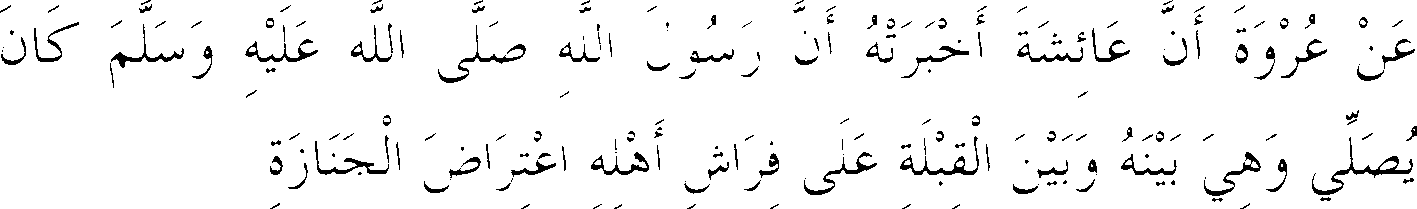 عَنْ عُرْوَةَ أَنَّ عَائِشَةَ أَخْبَرَتْهُ أَنَّ رَسُولَ اللَّهِ صَلَّى اللَّه عَلَيْهِ وَسَلَّمَ كَانَ
يُصَلِّي وَهِيَ بَيْنَهُ وَبَيْنَ الْقِبْلَةِ عَلَى فِرَاشِ أَهْلِهِ اعْتِرَاضَ الْجَنَازَةِ